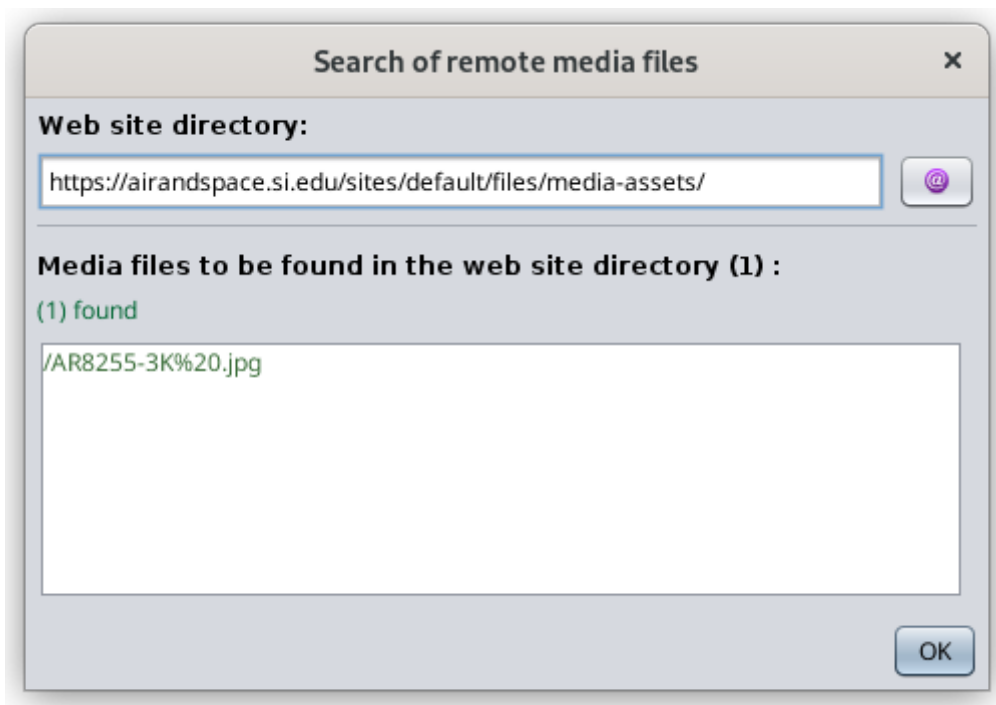 Search of remote media files
×
Web site directory:
https://airandspace.si.edu/sites/default/files/media-assets/
@
Media files to be found in the web site directory (1) :
(1) found
/AR8255-3K%20.jpg
OK